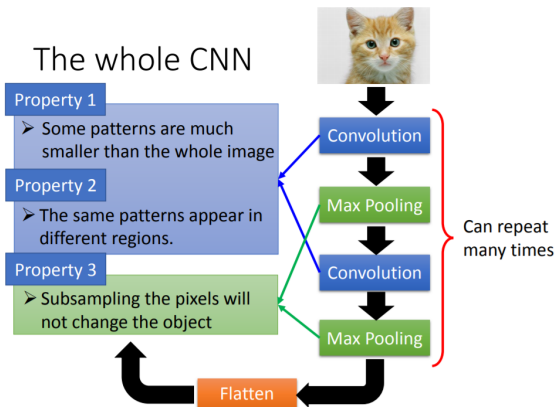 The whole CNN
Property 1
➢ Some patterns are much
smaller than the whole image
Property 2
➢ The same patterns appear in
different regions.
Property 3
➢ Subsampling the pixels will
not change the object
Convolution
Max Pooling
Convolution
Max Pooling
Can repeat
many times
Flatten